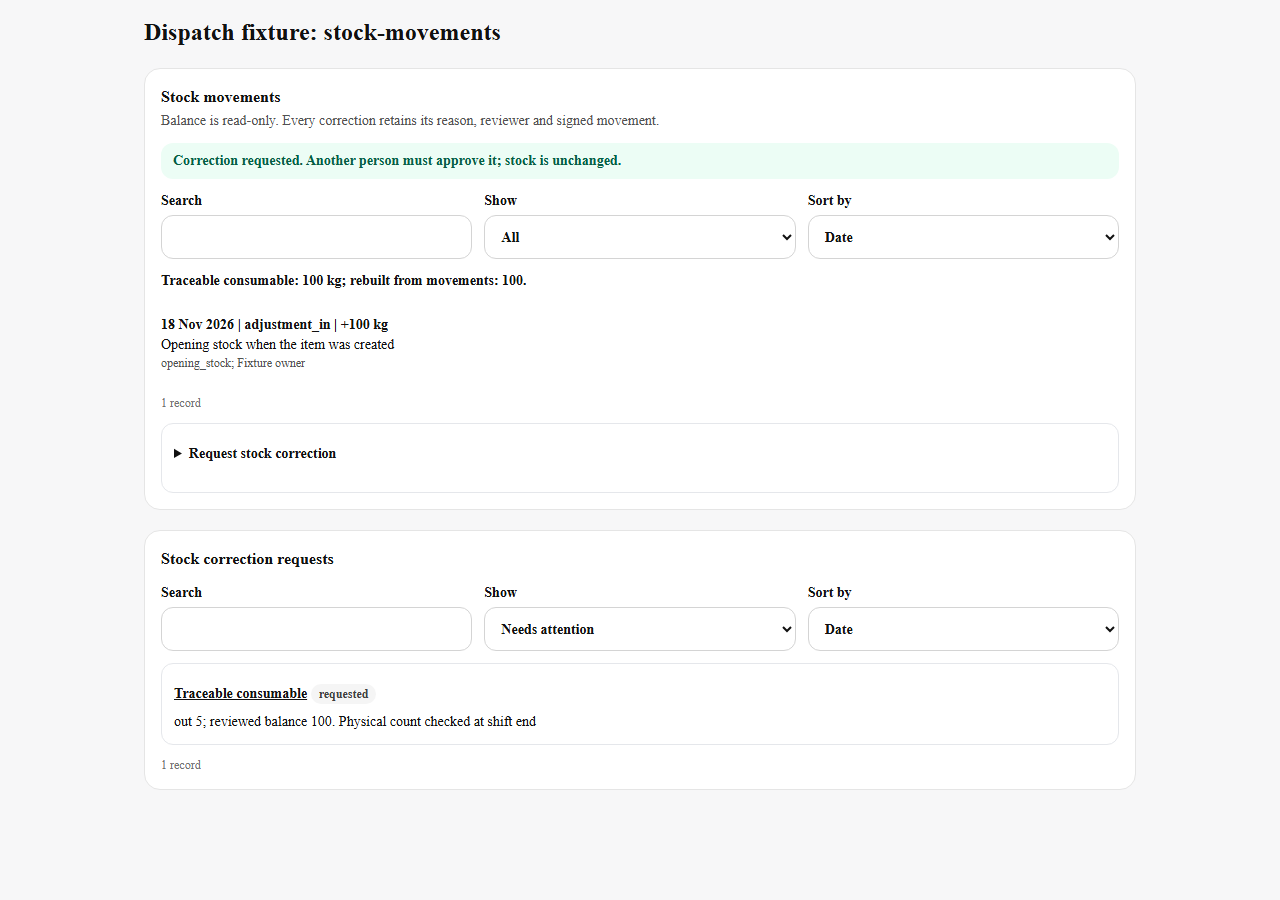 Dispatch fixture: stock-movements
Stock movements
Balance is read-only. Every correction retains its reason, reviewer and signed movement.
Correction requested. Another person must approve it; stock is unchanged.
Search
Show
Sort by
All
Date
Traceable consumable: 100 kg; rebuilt from movements: 100.
18 Nov 2026 | adjustment_in | +100 kg
Opening stock when the item was created
opening_stock; Fixture owner
1 record
Request stock correction
Stock correction requests
Search
Show
Sort by
Needs attention
Date
Traceable consumable requested
out 5; reviewed balance 100. Physical count checked at shift end
1 record